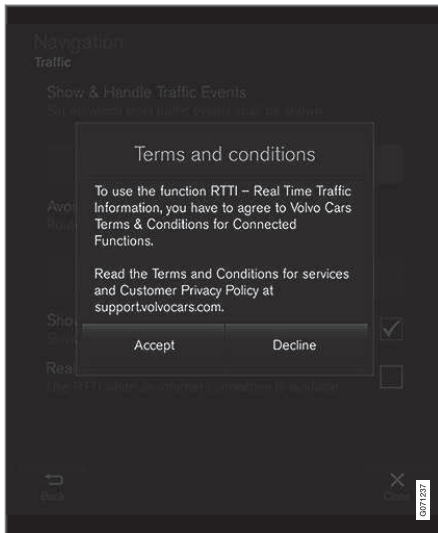 Navigation
Traffic
Show & Handle Traffic Events
Terms and conditions
To use the function RTTI – Real Time Traffic
Information, you have to agree to Volvo Cars
Terms & Conditions for Connected
Functions.
Read the Terms and Conditions for services
and Customer Privacy Policy at
support.volvocars.com.
Accept
Decline
Back
Close
G071237